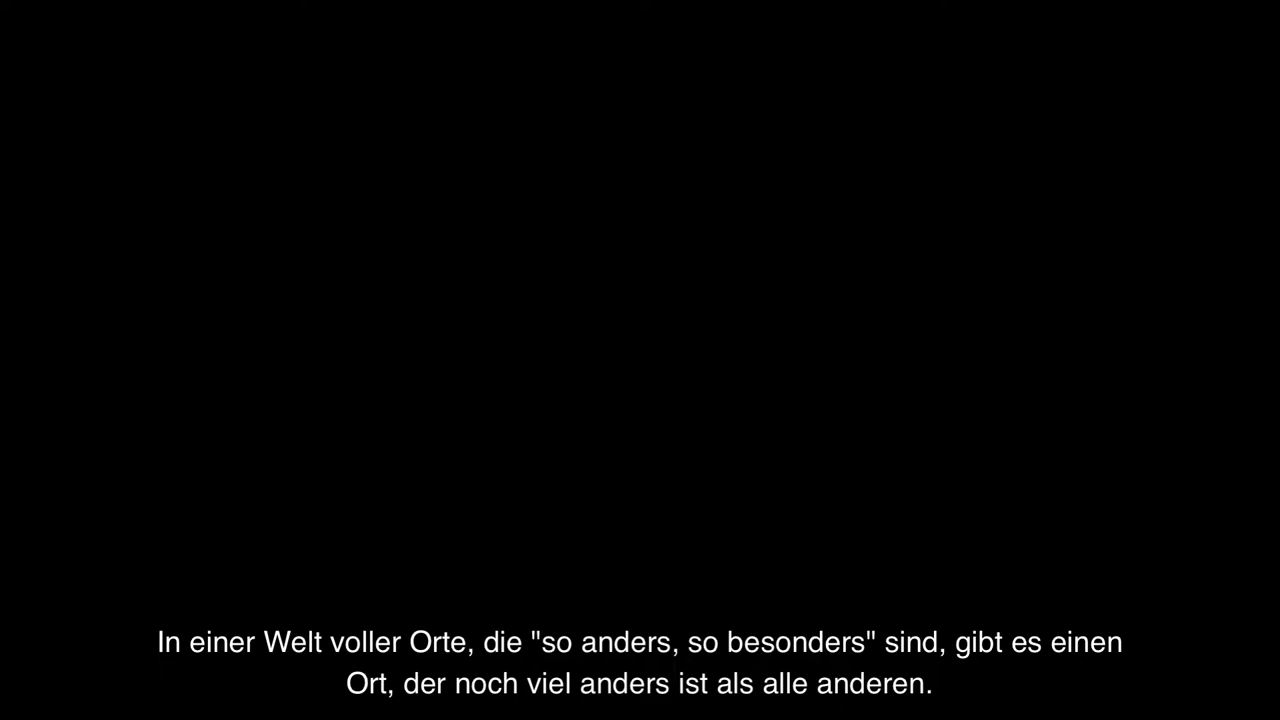 In einer Welt voller Orte, die "so anders, so besonders" sind, gibt es einen
Ort, der noch viel anders ist als alle anderen.